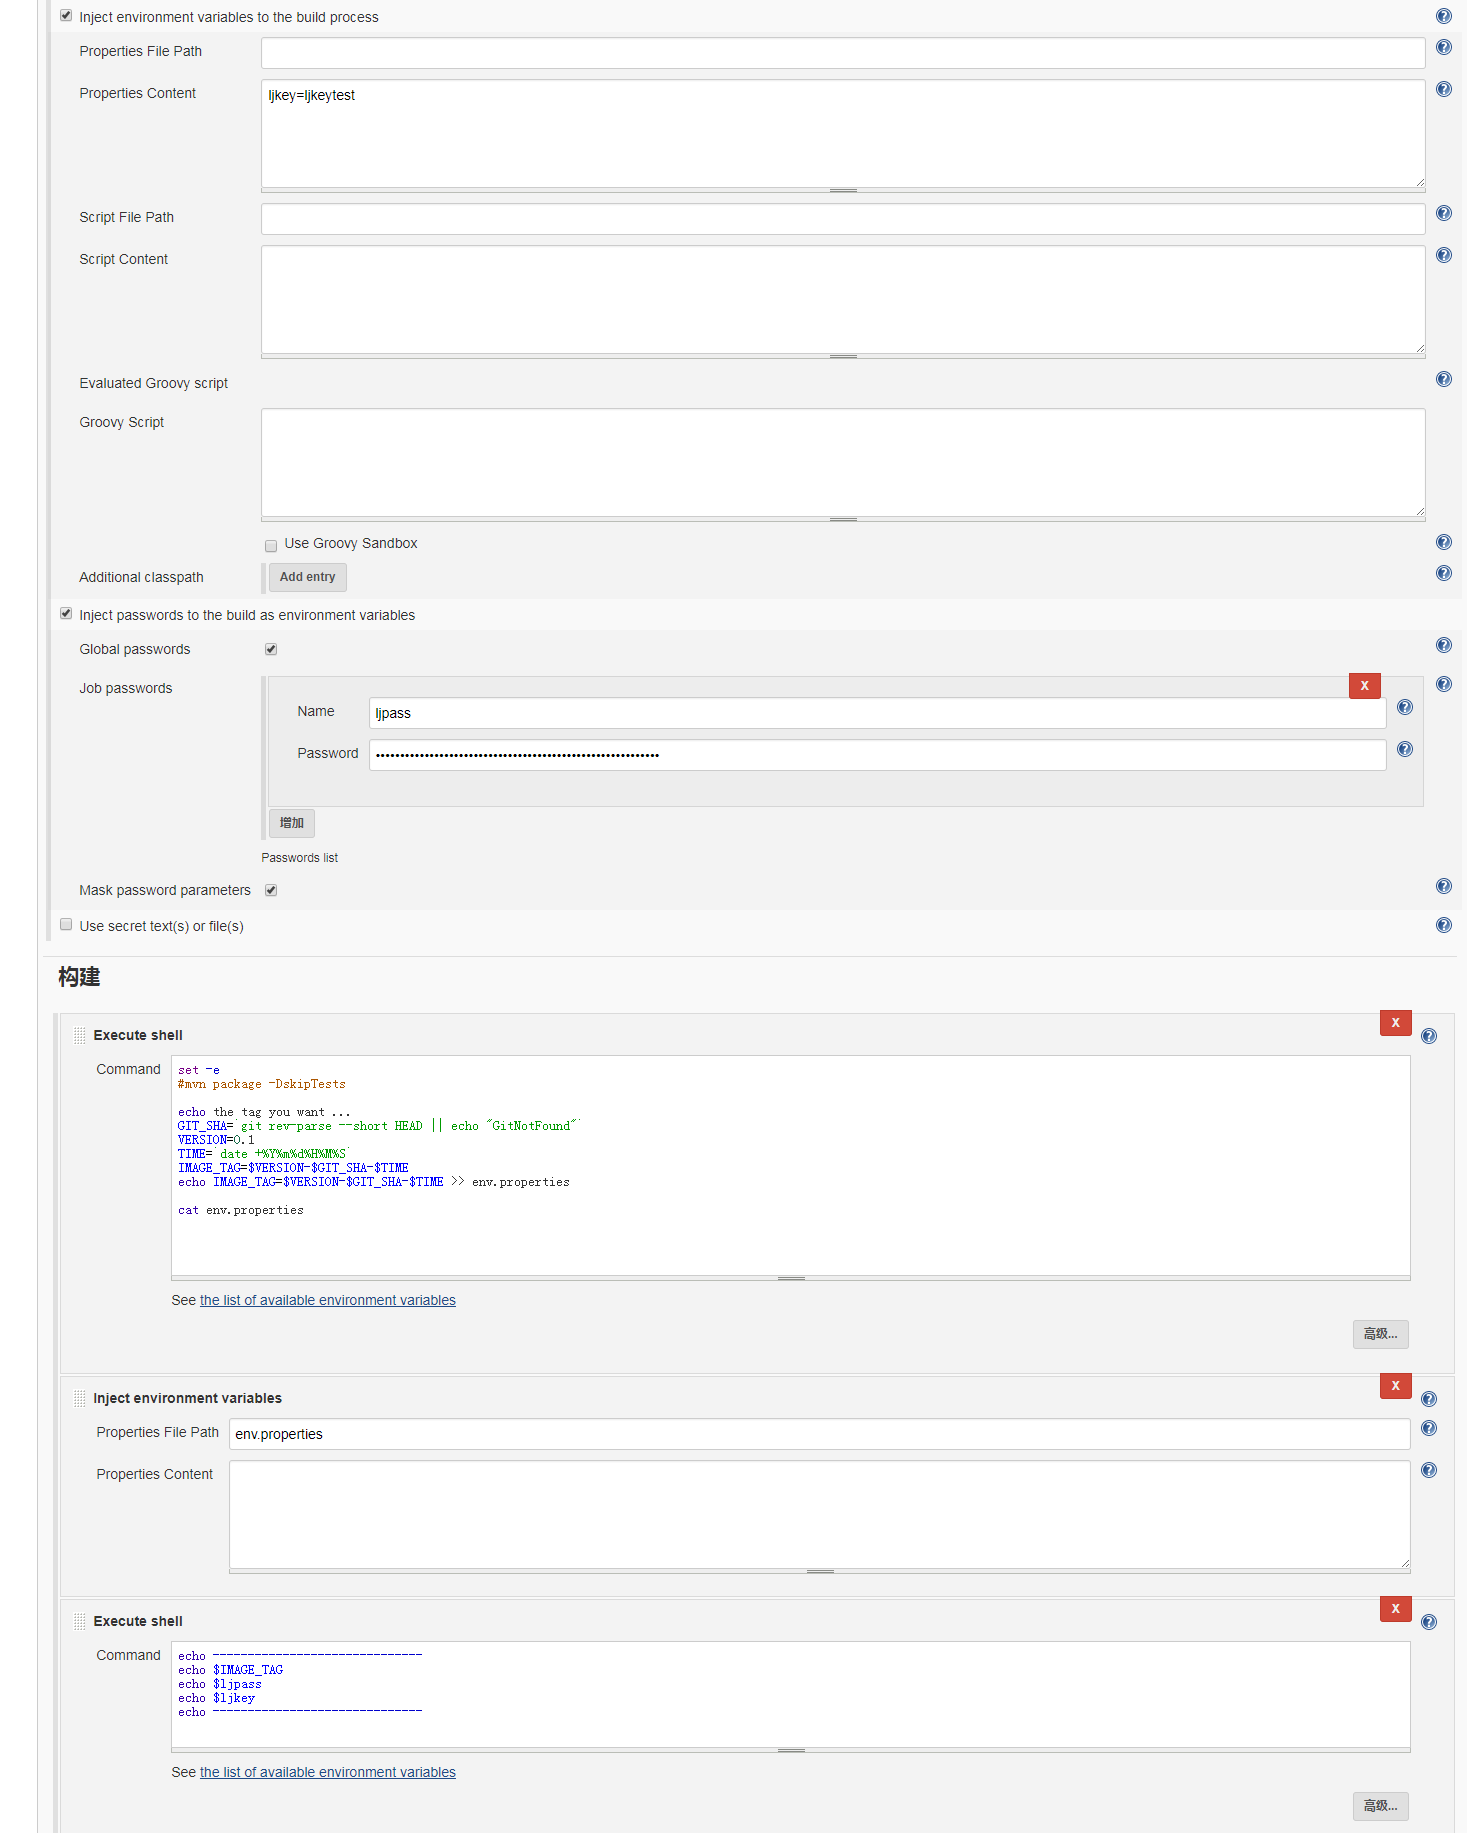 Inject environment variables to the build process
Properties File Path
Properties Content
ljkey=ljkeytest
Script File Path
Script Content
Evaluated Groovy script
Groovy Script
Use Groovy Sandbox
Additional classpath
Add entry
Inject passwords to the build as environment variables
Global passwords
Job passwords
X
Name
ljpass
Password
增加
Passwords list
Mask password parameters
Use secret text(s) or file(s)
构建
X
Execute shell
Command
set -e
#mvn package -DskipTests
echo the tag you want ...
GIT_SHA=`git rev-parse --short HEAD || echo "GitNotFound"`
VERSION=0.1
TIME=`date +%Y%m%d%H%M%S`
IMAGE_TAG=$VERSION-$GIT_SHA-$TIME
echo IMAGE_TAG=$VERSION-$GIT_SHA-$TIME >> env.properties
cat env.properties
See the list of available environment variables
高级...
X
Inject environment variables
Properties File Path
env.properties
Properties Content
X
Execute shell
Command
echo ------------------------------
echo $IMAGE_TAG
echo $ljpass
echo $ljkey
echo ------------------------------
See the list of available environment variables
高级...